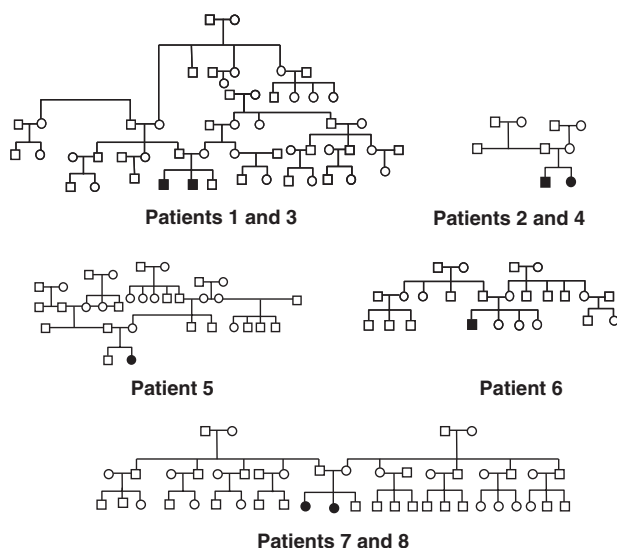 Patients 1 and 3
Patients 2 and 4
Patient 5
Patient 6
Patients 7 and 8